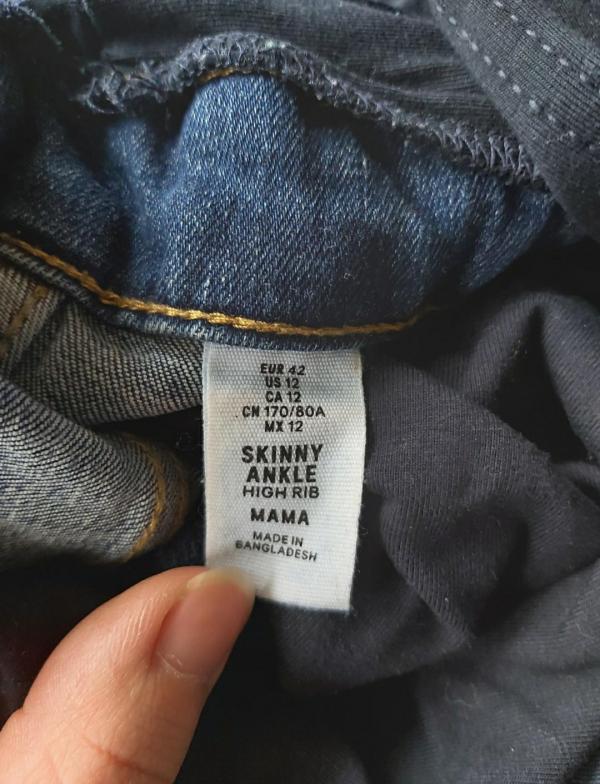 EUR 42
US 12
CA 12
CN 170/80A
MX 12
SKINNY
ANKLE
HIGH RIB
MAMA
MADE IN
BANGLADESH